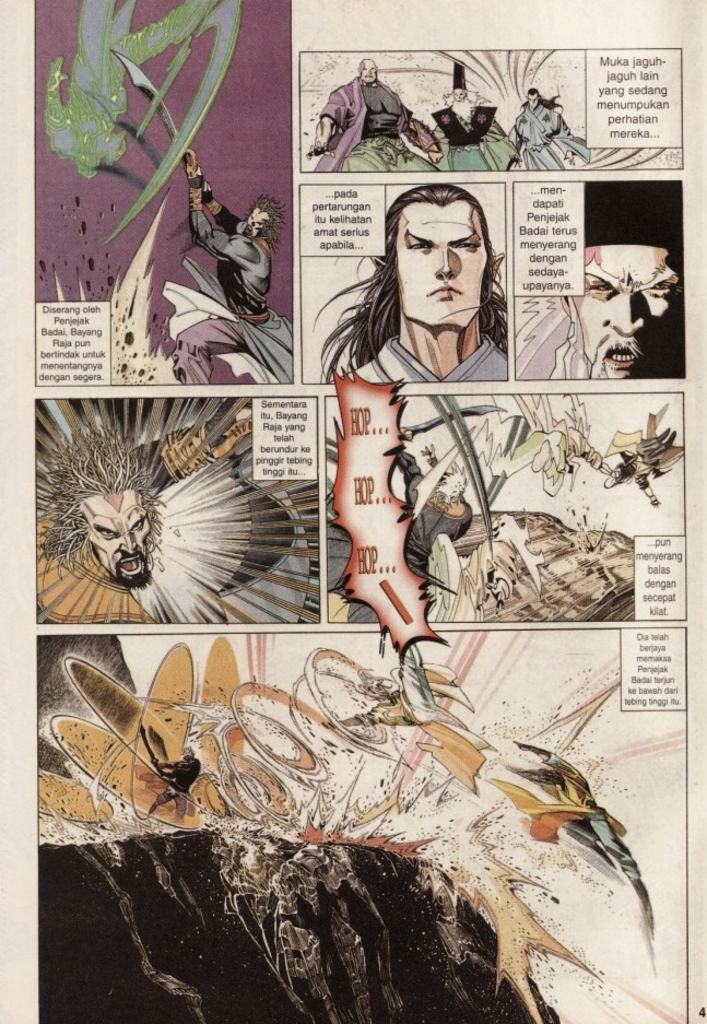 Diserang oleh
Penjejak
Badai, Bayang
Raja pun
bertindak untuk
menentangnya
dengan segera.
Muka jaguh-
jaguh lain
yang sedang
menumpukan
perhatian
mereka...
...pada
pertarungan
itu kelihatan
amat serius
apabila...
...men-
dapati
Penjejak
Badai terus
menyerang
dengan
sedaya-
upayanya.
Sementara
itu, Bayang
Raja yang
telah
berundur ke
pinggir tebing
tinggi itu...
HOP...
HOP...
HOP...
...pun
menyerang
balas
dengan
secepat
kilat.
Dia telah
berjaya
memaksa
Penjejak
Badai terjun
ke bawah dari
tebing tinggi itu.
4